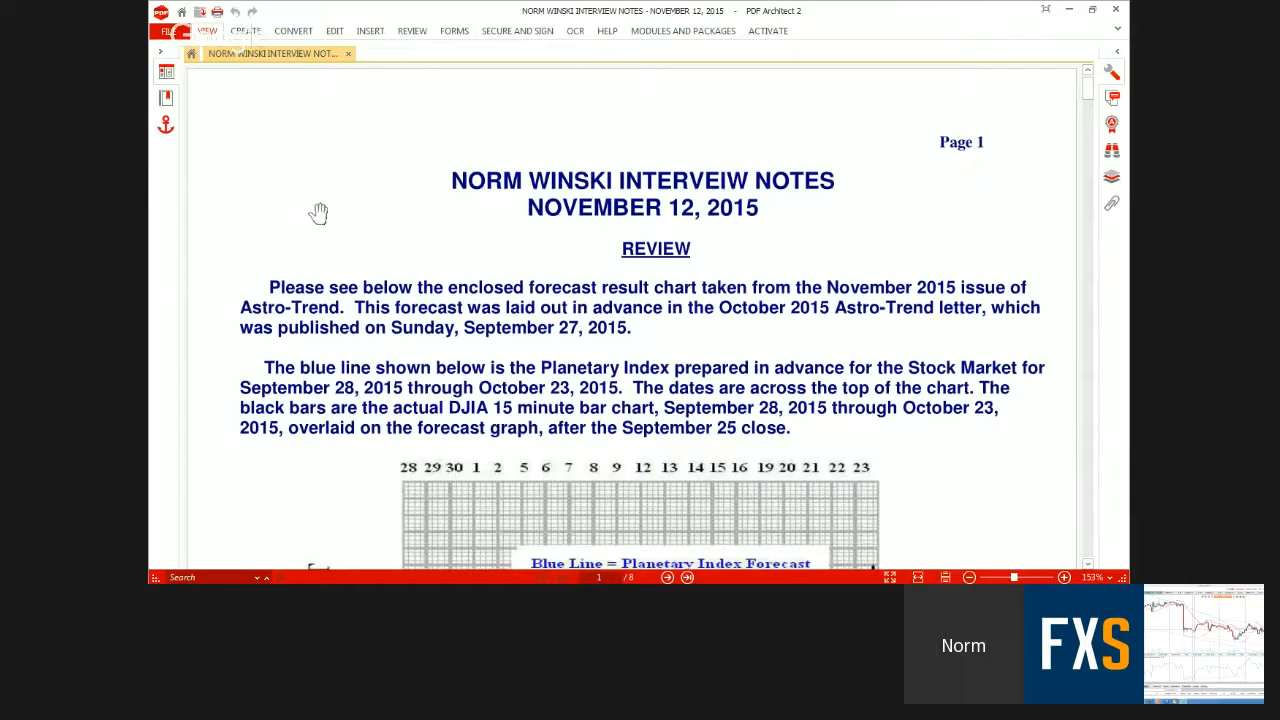 NORM WINSKI INTERVIEW NOTES - NOVEMBER 12, 2015 - PDF Architect 2
FILE VIEW CREATE CONVERT EDIT INSERT REVIEW FORMS SECURE AND SIGN OCR HELP MODULES AND PACKAGES ACTIVATE
NORM WINSKI INTERVIEW NOT...
Page 1
NORM WINSKI INTERVEIW NOTES
NOVEMBER 12, 2015
REVIEW
Please see below the enclosed forecast result chart taken from the November 2015 issue of
Astro-Trend. This forecast was laid out in advance in the October 2015 Astro-Trend letter, which
was published on Sunday, September 27, 2015.
The blue line shown below is the Planetary Index prepared in advance for the Stock Market for
September 28, 2015 through October 23, 2015. The dates are across the top of the chart. The
black bars are the actual DJIA 15 minute bar chart, September 28, 2015 through October 23,
2015, overlaid on the forecast graph, after the September 25 close.
28 29 30 1 2 5 6 7 8 9 12 13 14 15 16 19 20 21 22 23
Blue Line = Planetary Index Forecast
Search 1 / 8 153%
Norm
FXS